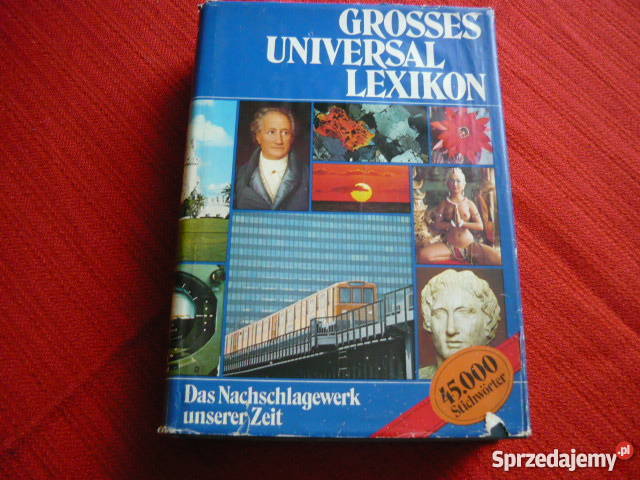 GROSSES
UNIVERSAL
LEXIKON
45.000
Stichwörter
Das Nachschlagewerk
unserer Zeit
Sprzedajemy.pl